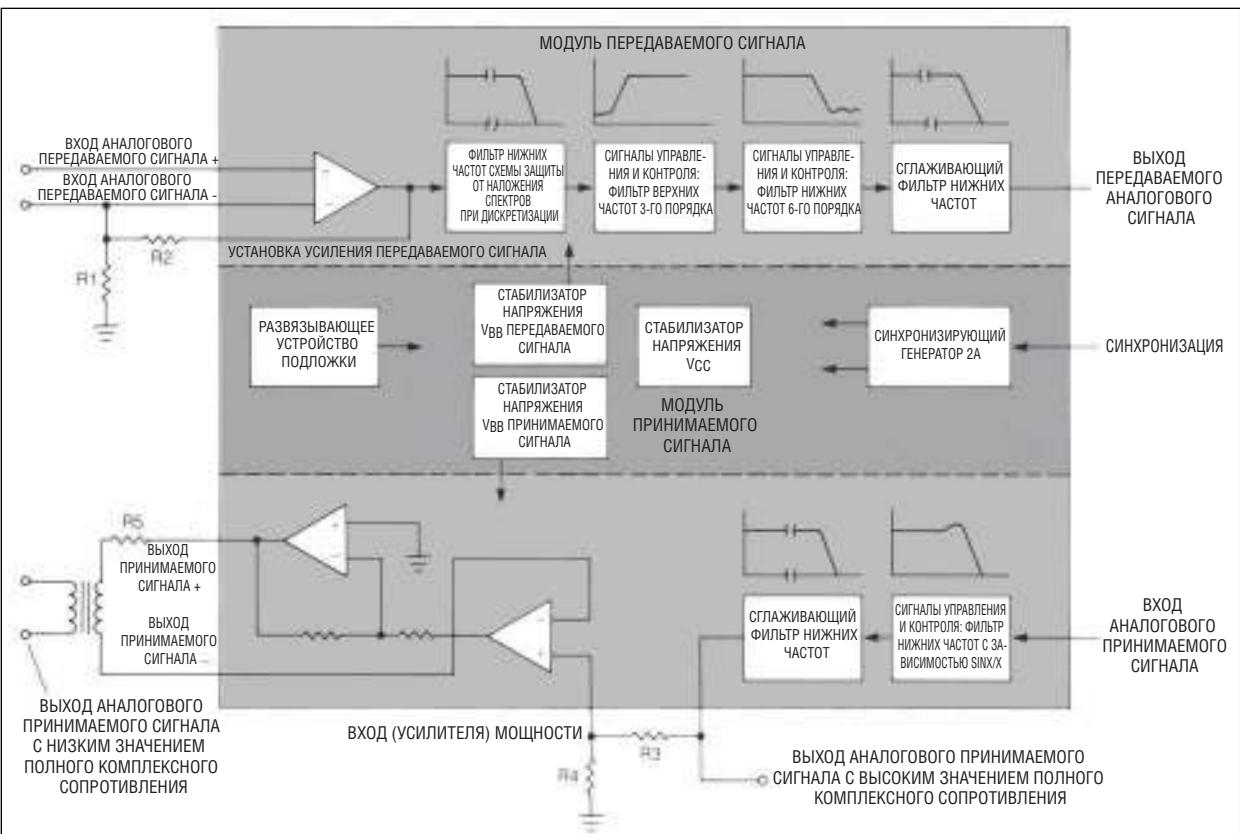 МОДУЛЬ ПЕРЕДАВАЕМОГО СИГНАЛА
ВХОД АНАЛОГОВОГО
ПЕРЕДАВАЕМОГО СИГНАЛА +
ВХОД АНАЛОГОВОГО
ПЕРЕДАВАЕМОГО СИГНАЛА -
+
-
ФИЛЬТР НИЖНИХ
ЧАСТОТ СХЕМЫ ЗАЩИТЫ
ОТ НАЛОЖЕНИЯ
СПЕКТРОВ
ПРИ ДИСКРЕТИЗАЦИИ
СИГНАЛЫ УПРАВЛЕ-
НИЯ И КОНТРОЛЯ:
ФИЛЬТР ВЕРХНИХ
ЧАСТОТ 3-ГО ПОРЯДКА
СИГНАЛЫ УПРАВЛЕ-
НИЯ И КОНТРОЛЯ:
ФИЛЬТР НИЖНИХ
ЧАСТОТ 6-ГО ПОРЯДКА
СГЛАЖИВАЮЩИЙ
ФИЛЬТР НИЖНИХ
ЧАСТОТ
ВЫХОД
ПЕРЕДАВАЕМОГО
АНАЛОГОВОГО
СИГНАЛА
R2
R1
УСТАНОВКА УСИЛЕНИЯ ПЕРЕДАВАЕМОГО СИГНАЛА
РАЗВЯЗЫВАЮЩЕЕ
УСТРОЙСТВО
ПОДЛОЖКИ
СТАБИЛИЗАТОР
НАПРЯЖЕНИЯ
VBB ПЕРЕДАВАЕМОГО
СИГНАЛА
СТАБИЛИЗАТОР
НАПРЯЖЕНИЯ
VCC
СИНХРОНИЗИРУЮЩИЙ
ГЕНЕРАТОР 2А
СИНХРОНИЗАЦИЯ
СТАБИЛИЗАТОР
НАПРЯЖЕНИЯ
VBB ПРИНИМАЕМОГО
СИГНАЛА
МОДУЛЬ
ПРИНИМАЕМОГО
СИГНАЛА
R5
ВЫХОД
ПРИНИМАЕМОГО
СИГНАЛА +
ВЫХОД
ПРИНИМАЕМОГО
СИГНАЛА —
СГЛАЖИВАЮЩИЙ
ФИЛЬТР НИЖНИХ
ЧАСТОТ
СИГНАЛЫ УПРАВЛЕНИЯ
И КОНТРОЛЯ: ФИЛЬТР
НИЖНИХ ЧАСТОТ С ЗА-
ВИСИМОСТЬЮ SINX/X
ВХОД
АНАЛОГОВОГО
ПРИНИМАЕМОГО
СИГНАЛА
ВЫХОД АНАЛОГОВОГО
ПРИНИМАЕМОГО СИГНАЛА
С НИЗКИМ ЗНАЧЕНИЕМ
ПОЛНОГО КОМПЛЕКСНОГО
СОПРОТИВЛЕНИЯ
ВХОД (УСИЛИТЕЛЯ) МОЩНОСТИ
R3
R4
ВЫХОД АНАЛОГОВОГО ПРИНИМАЕМОГО
СИГНАЛА С ВЫСОКИМ ЗНАЧЕНИЕМ ПОЛНОГО
КОМПЛЕКСНОГО СОПРОТИВЛЕНИЯ